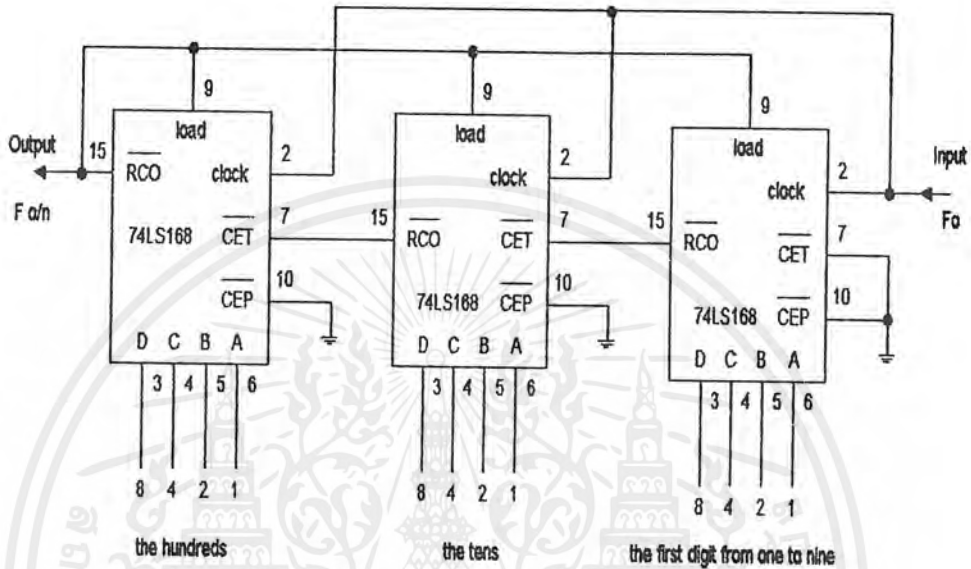 9
9
9
load
load
load
Output
15
RCO
clock
2
F a/n
74LS168
7
CET
10
CEP
D C B A
3 4 5 6
8 4 2 1
the hundreds
15
RCO
clock
2
74LS168
7
CET
10
CEP
D C B A
3 4 5 6
8 4 2 1
the tens
15
RCO
clock
2
Input
Fa
74LS168
7
CET
10
CEP
D C B A
3 4 5 6
8 4 2 1
the first digit from one to nine